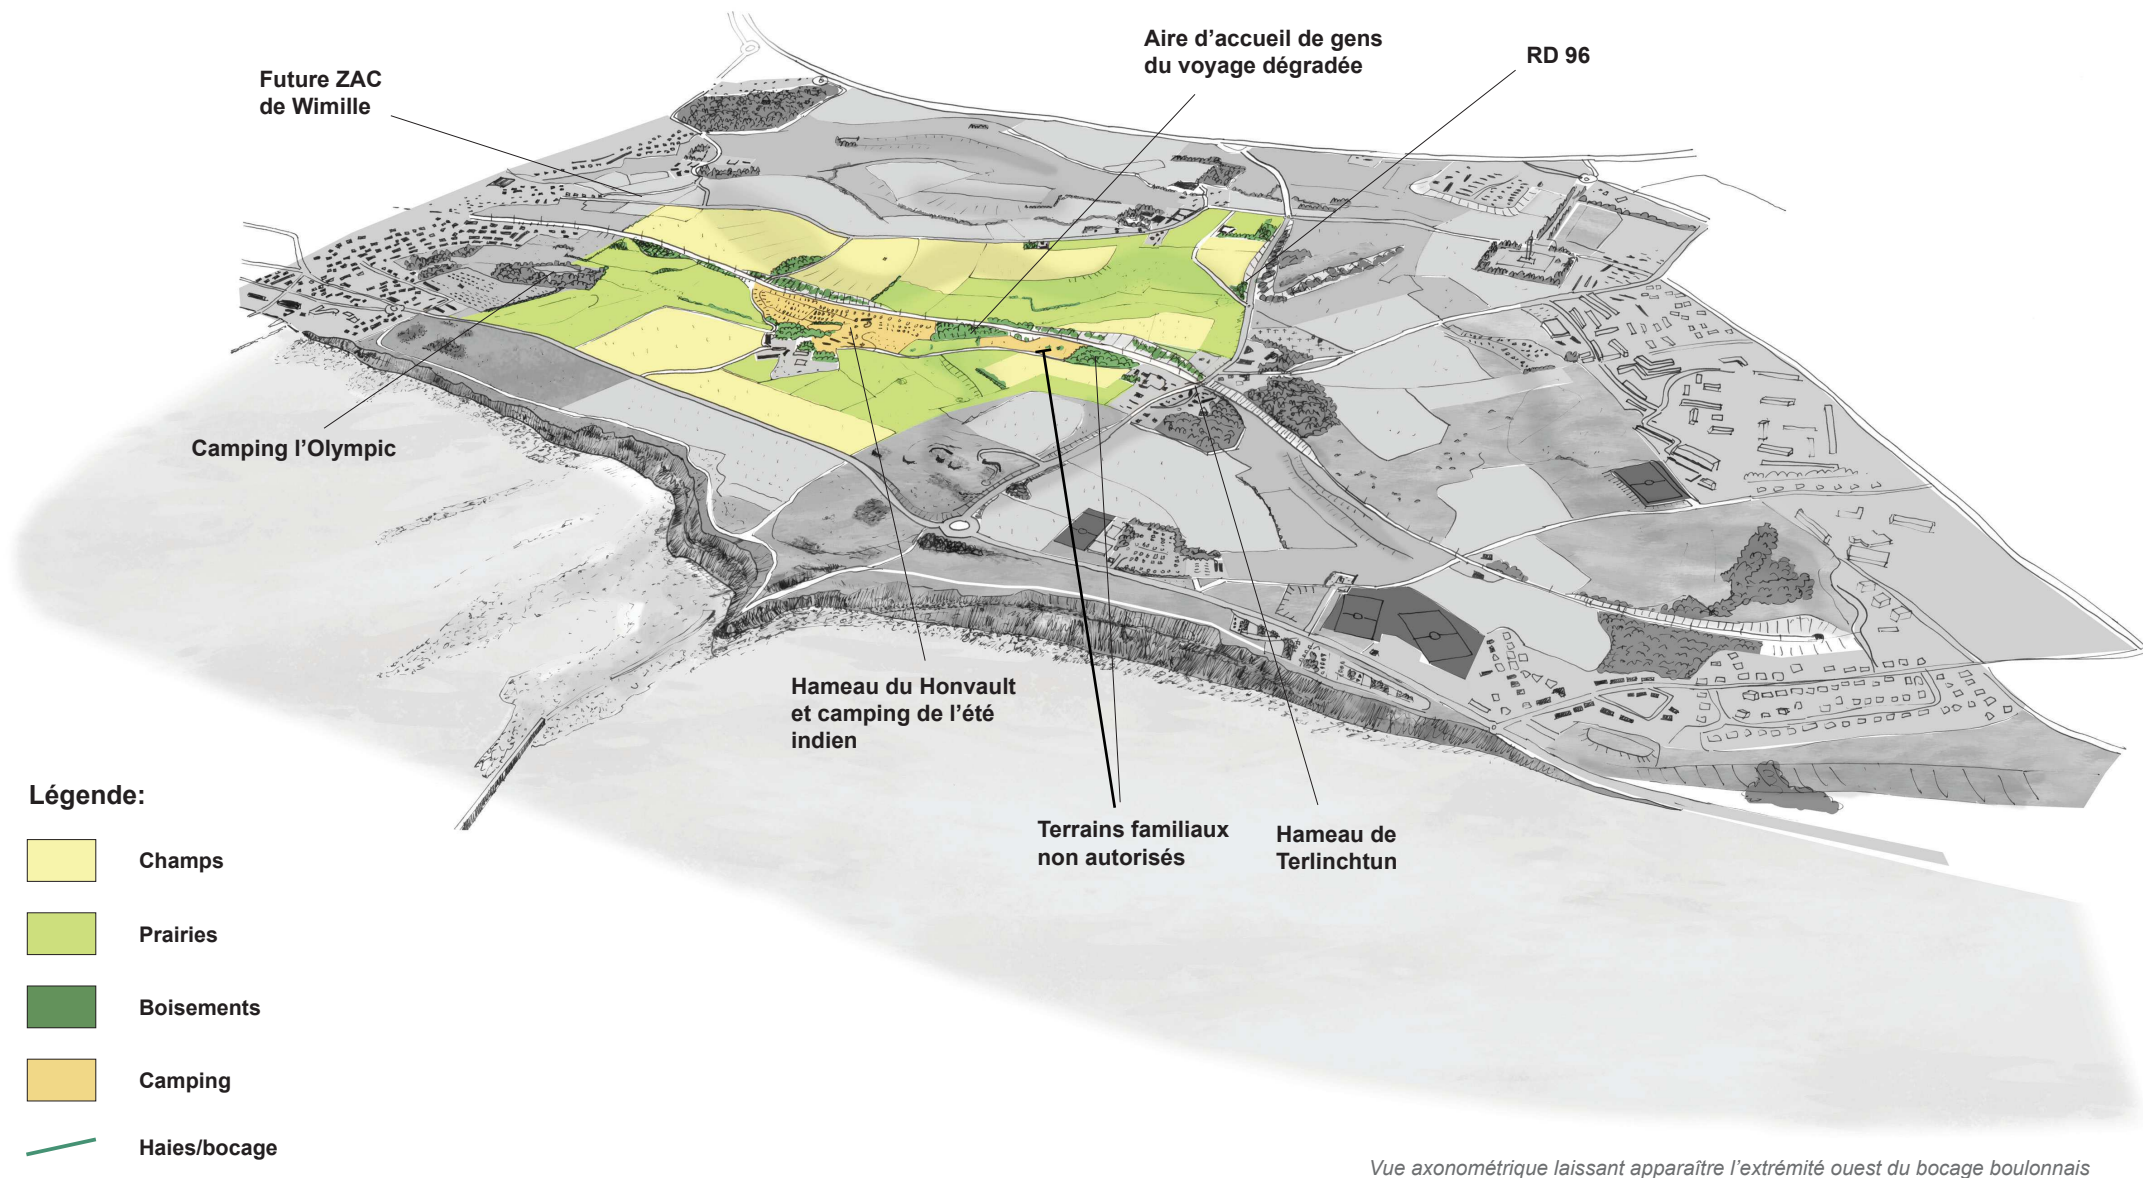 Aire d'accueil de gens
du voyage dégradée
RD 96
Future ZAC
de Wimille
Camping l'Olympic
Hameau du Honvault
et camping de l'été
indien
Terrains familiaux
non autorisés
Hameau de
Terlinchtun
Légende:
Champs
Prairies
Boisements
Camping
Haies/bocage
Vue axonométrique laissant apparaître l'extrémité ouest du bocage boulonnais